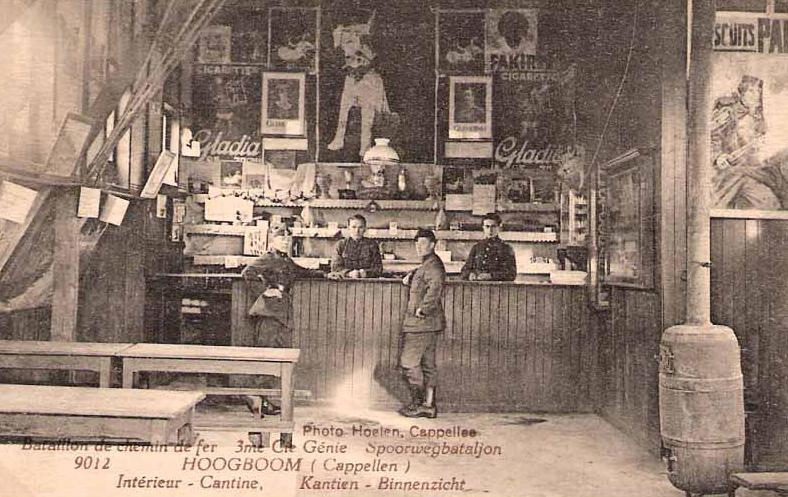 SCUITS PA
FAKIR
CIGARETTE
CIGARETTE
Gladia
Gladia
Photo Hoelen, Cappellen
Bataillon de chemin de fer 3me Cie Génie Spoorwegbataljon
9012 HOOGBOOM ( Cappellen )
Intérieur - Cantine, Kantien - Binnenzicht